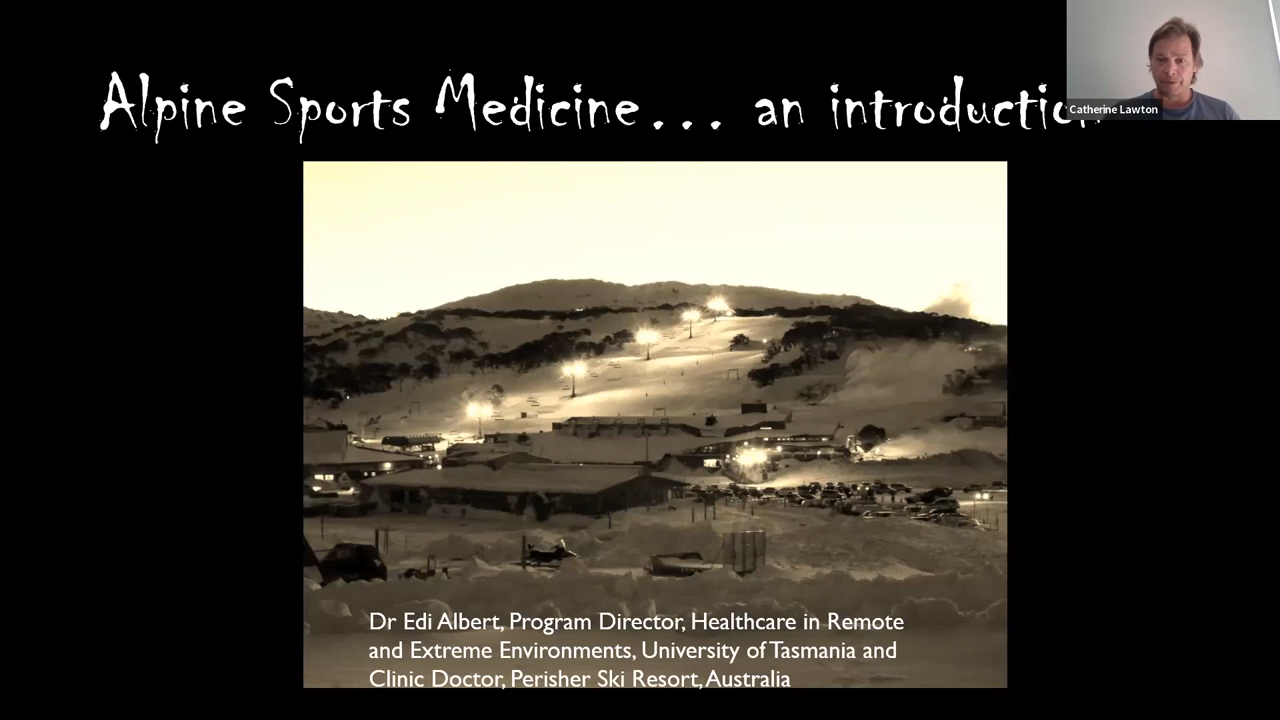 Alpine Sports Medicine... an introduction
Catherine Lawton
Dr Edi Albert, Program Director, Healthcare in Remote
and Extreme Environments, University of Tasmania and
Clinic Doctor, Perisher Ski Resort, Australia